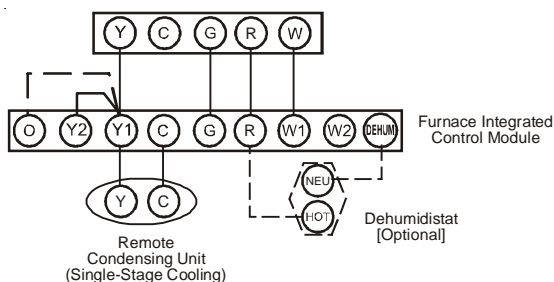 Y C G R W
O Y2 Y1 C G R W1 W2 DEHUM
Furnace Integrated
Control Module
NEU
Y C
HOT
Dehumidistat
[Optional]
Remote
Condensing Unit
(Single-Stage Cooling)